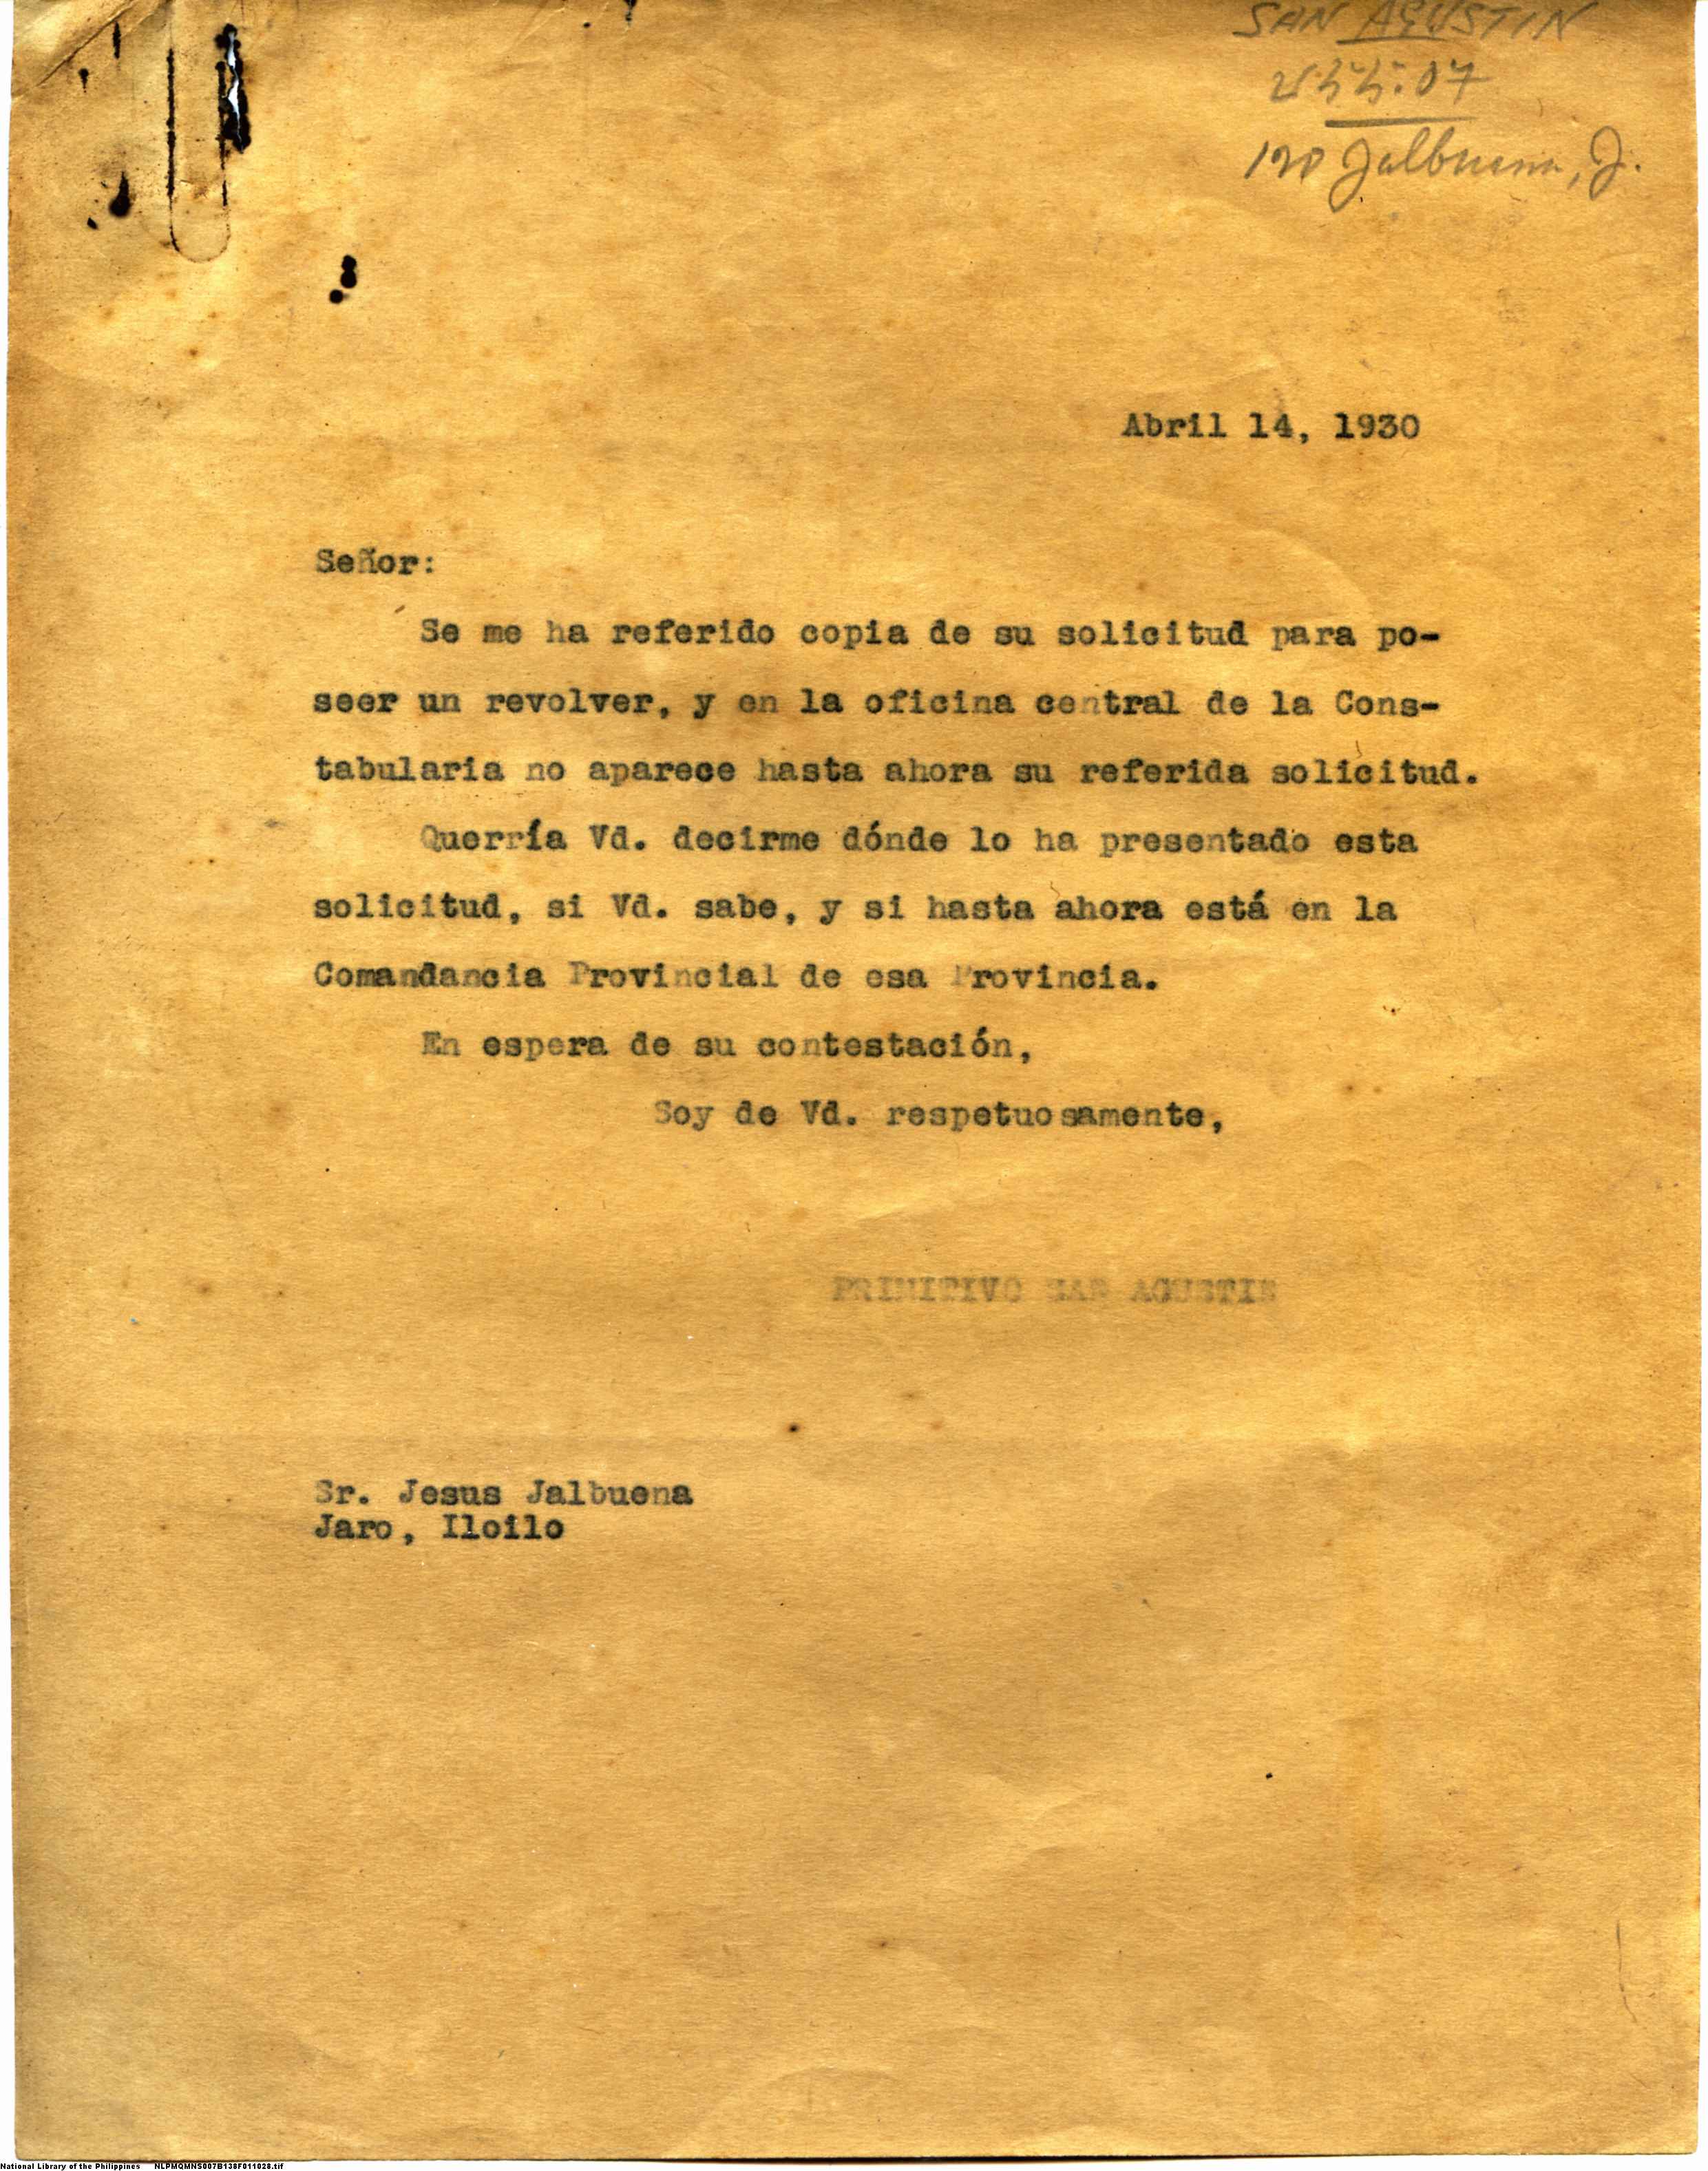 SAN AGUSTIN
Jalbuena, J.
Abril 14, 1930
Señor:
Se me ha referido copia de su solicitud para po-
seer un revolver, y en la oficina central de la Cons-
tabularia no aparece hasta ahora su referida solicitud.
Querría Vd. decirme dónde lo ha presentado esta
solicitud, si Vd. sabe, y si hasta ahora está en la
Comandancia Provincial de esa Provincia.
En espera de su contestación,
Soy de Vd. respetuosamente,
PRIMITIVO SAN AGUSTIN
Sr. Jesus Jalbuena
Jaro, Iloilo
National Library of the Philippines NLPMQMNS007B138F011028.tif